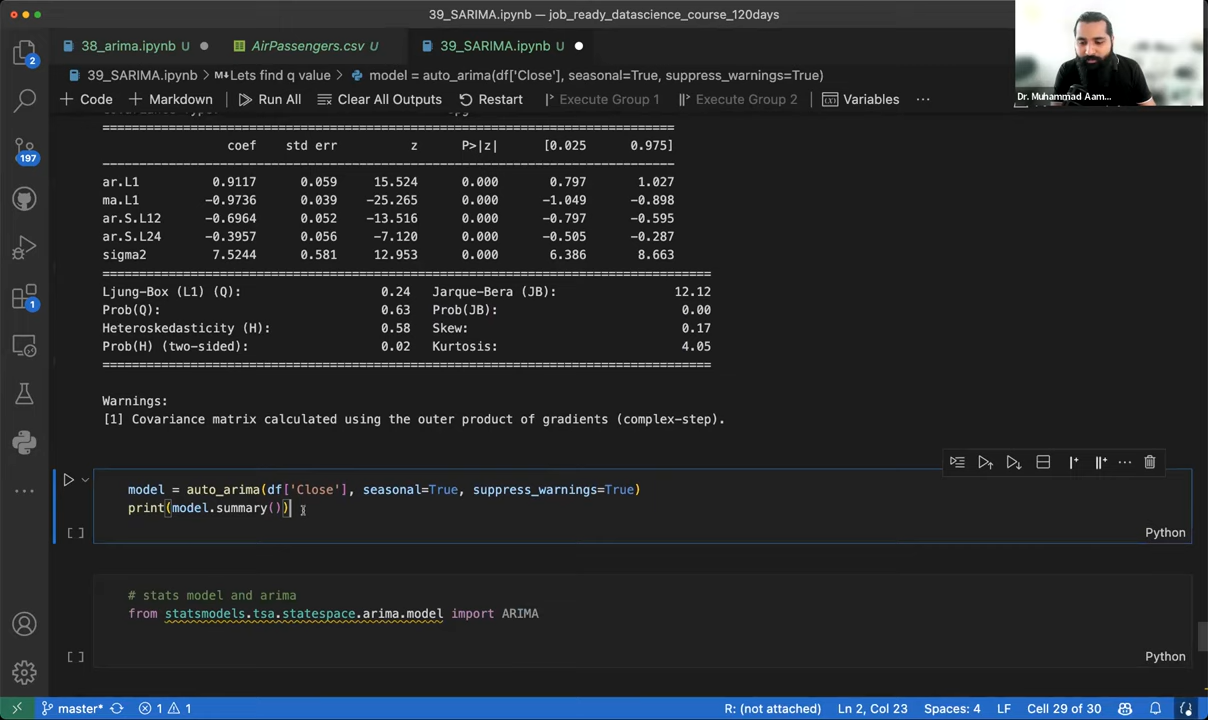 39_SARIMA.ipynb — job_ready_datascience_course_120days
38_arima.ipynb U
AirPassengers.csv U
39_SARIMA.ipynb U
39_SARIMA.ipynb > M↓Lets find q value > model = auto_arima(df['Close'], seasonal=True, suppress_warnings=True)
+ Code + Markdown Run All Clear All Outputs Restart Execute Group 1 Execute Group 2 Variables ...
Dr. Muhammad Aam...
2
197
1
coef std err z P>|z| [0.025 0.975]
ar.L1 0.9117 0.059 15.524 0.000 0.797 1.027
ma.L1 -0.9736 0.039 -25.265 0.000 -1.049 -0.898
ar.S.L12 -0.6964 0.052 -13.516 0.000 -0.797 -0.595
ar.S.L24 -0.3957 0.056 -7.120 0.000 -0.505 -0.287
sigma2 7.5244 0.581 12.953 0.000 6.386 8.663
Ljung-Box (L1) (Q): 0.24 Jarque-Bera (JB): 12.12
Prob(Q): 0.63 Prob(JB): 0.00
Heteroskedasticity (H): 0.58 Skew: 0.17
Prob(H) (two-sided): 0.02 Kurtosis: 4.05
Warnings:
[1] Covariance matrix calculated using the outer product of gradients (complex-step).
model = auto_arima(df['Close'], seasonal=True, suppress_warnings=True)
print(model.summary())
[ ] Python
# stats model and arima
from statsmodels.tsa.statespace.arima.model import ARIMA
[ ] Python
master* 1 1 R: (not attached) Ln 2, Col 23 Spaces: 4 LF Cell 29 of 30